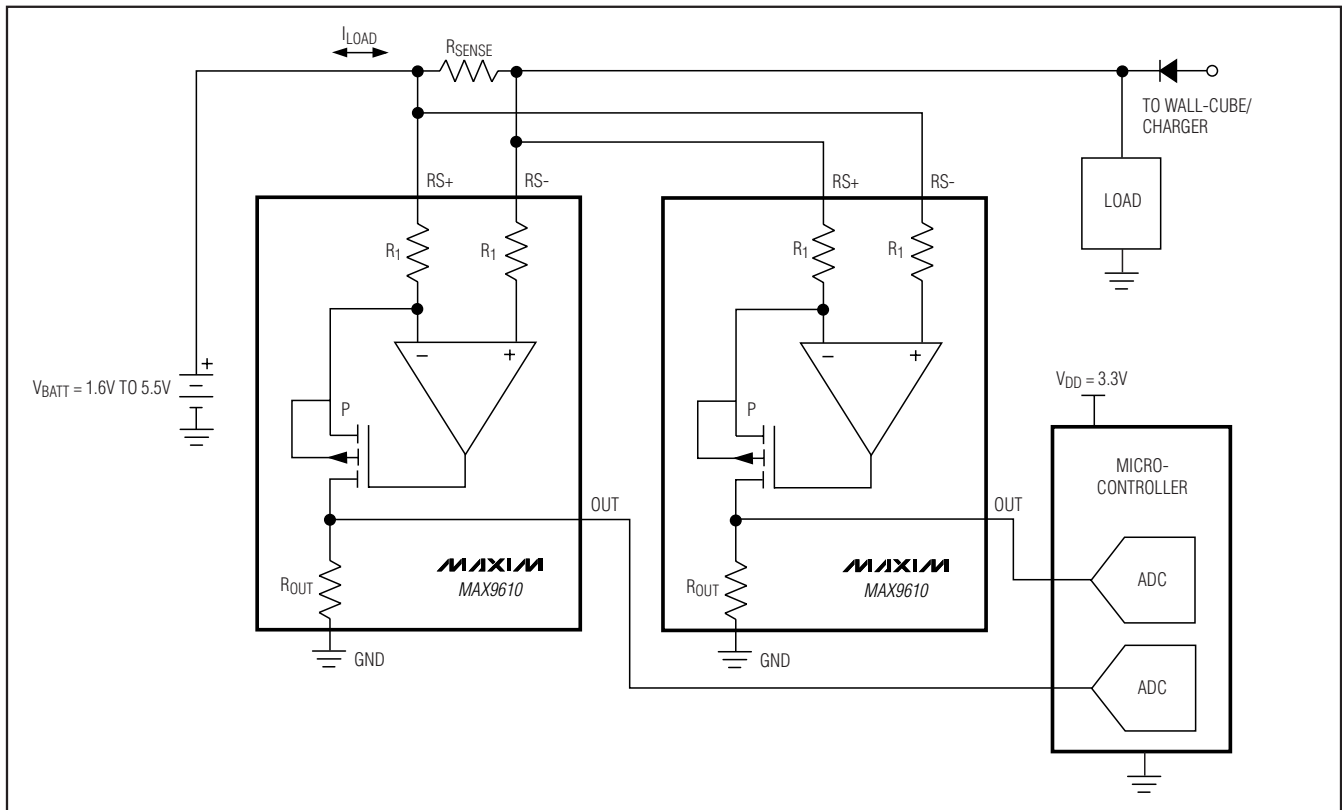 I_LOAD
R_SENSE
TO WALL-CUBE/
CHARGER
RS+
RS-
RS+
RS-
LOAD
R1
R1
R1
R1
−
+
−
+
V_BATT = 1.6V TO 5.5V
+
V_DD = 3.3V
P
P
MICRO-
CONTROLLER
OUT
OUT
R_OUT
MAXIM
MAX9610
R_OUT
MAXIM
MAX9610
ADC
GND
GND
ADC